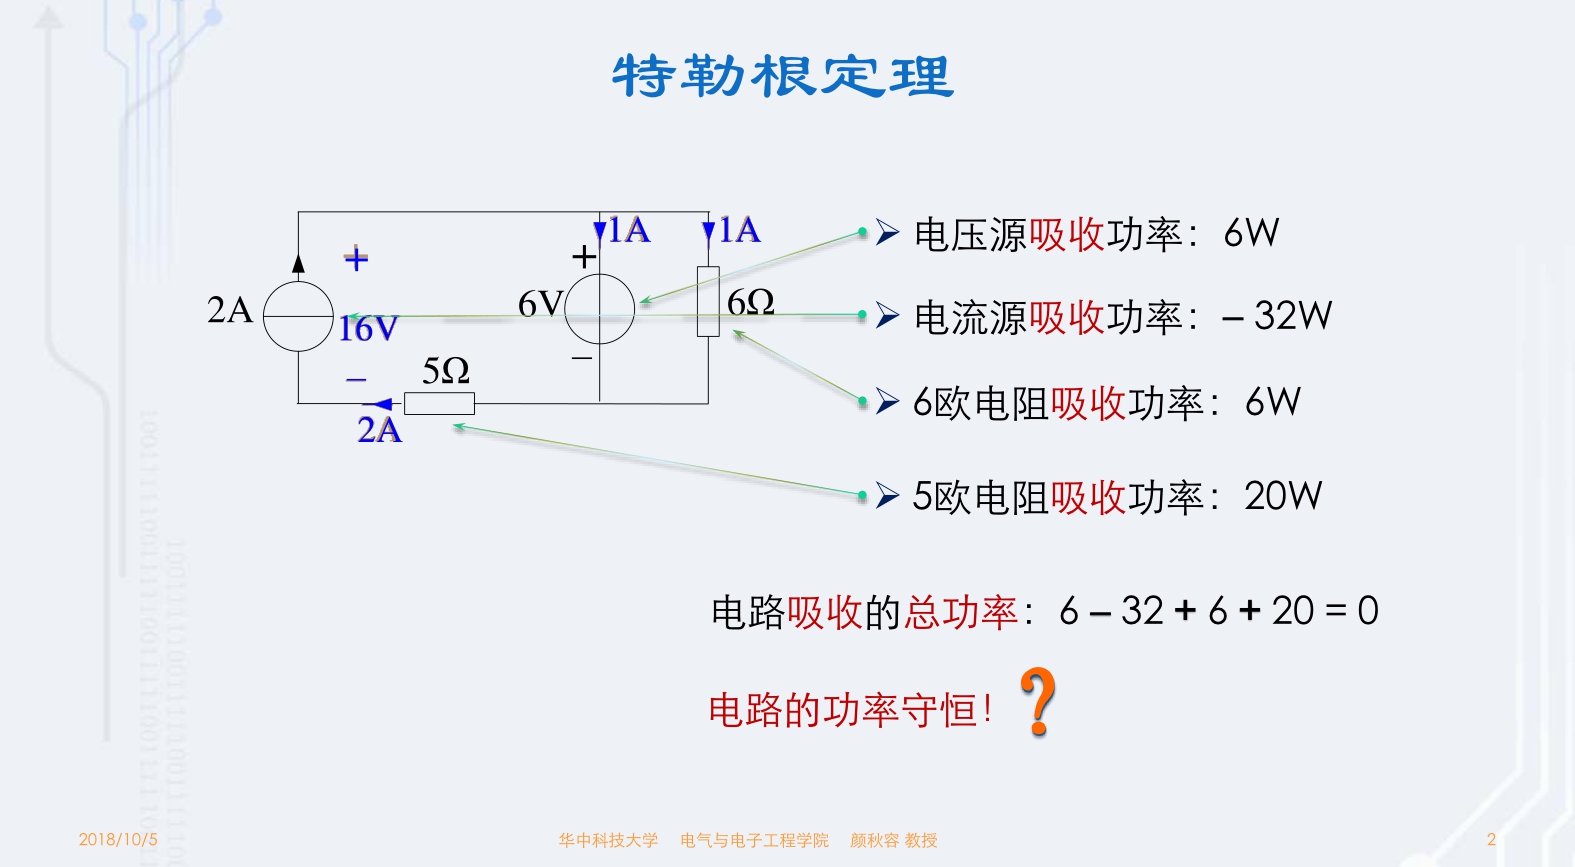 特勒根定理
1A
1A
+
+
2A
6V
6Ω
16V
–
–
5Ω
2A
电压源吸收功率：6W
电流源吸收功率：– 32W
6欧电阻吸收功率：6W
5欧电阻吸收功率：20W
电路吸收的总功率：6 – 32 + 6 + 20 = 0
电路的功率守恒！?
2018/10/5
华中科技大学 电气与电子工程学院 颜秋容 教授
2